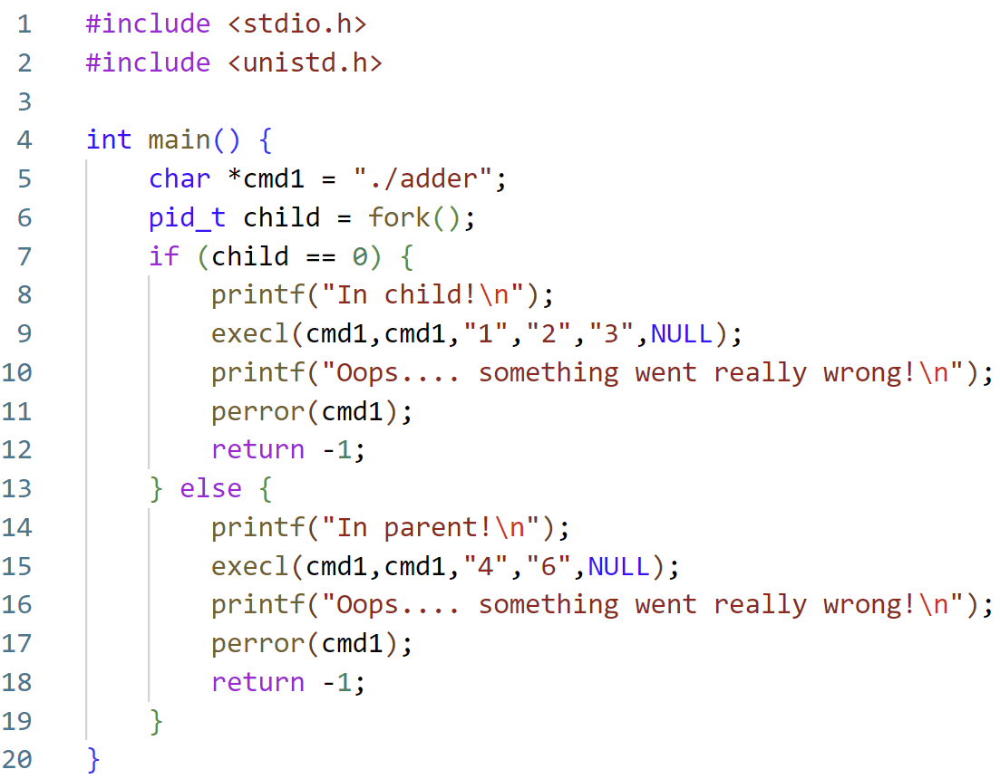 1 #include <stdio.h>
2 #include <unistd.h>
3
4 int main() {
5     char *cmd1 = "./adder";
6     pid_t child = fork();
7     if (child == 0) {
8         printf("In child!\n");
9         execl(cmd1,cmd1,"1","2","3",NULL);
10         printf("Oops.... something went really wrong!\n");
11         perror(cmd1);
12         return -1;
13     } else {
14         printf("In parent!\n");
15         execl(cmd1,cmd1,"4","6",NULL);
16         printf("Oops.... something went really wrong!\n");
17         perror(cmd1);
18         return -1;
19     }
20 }